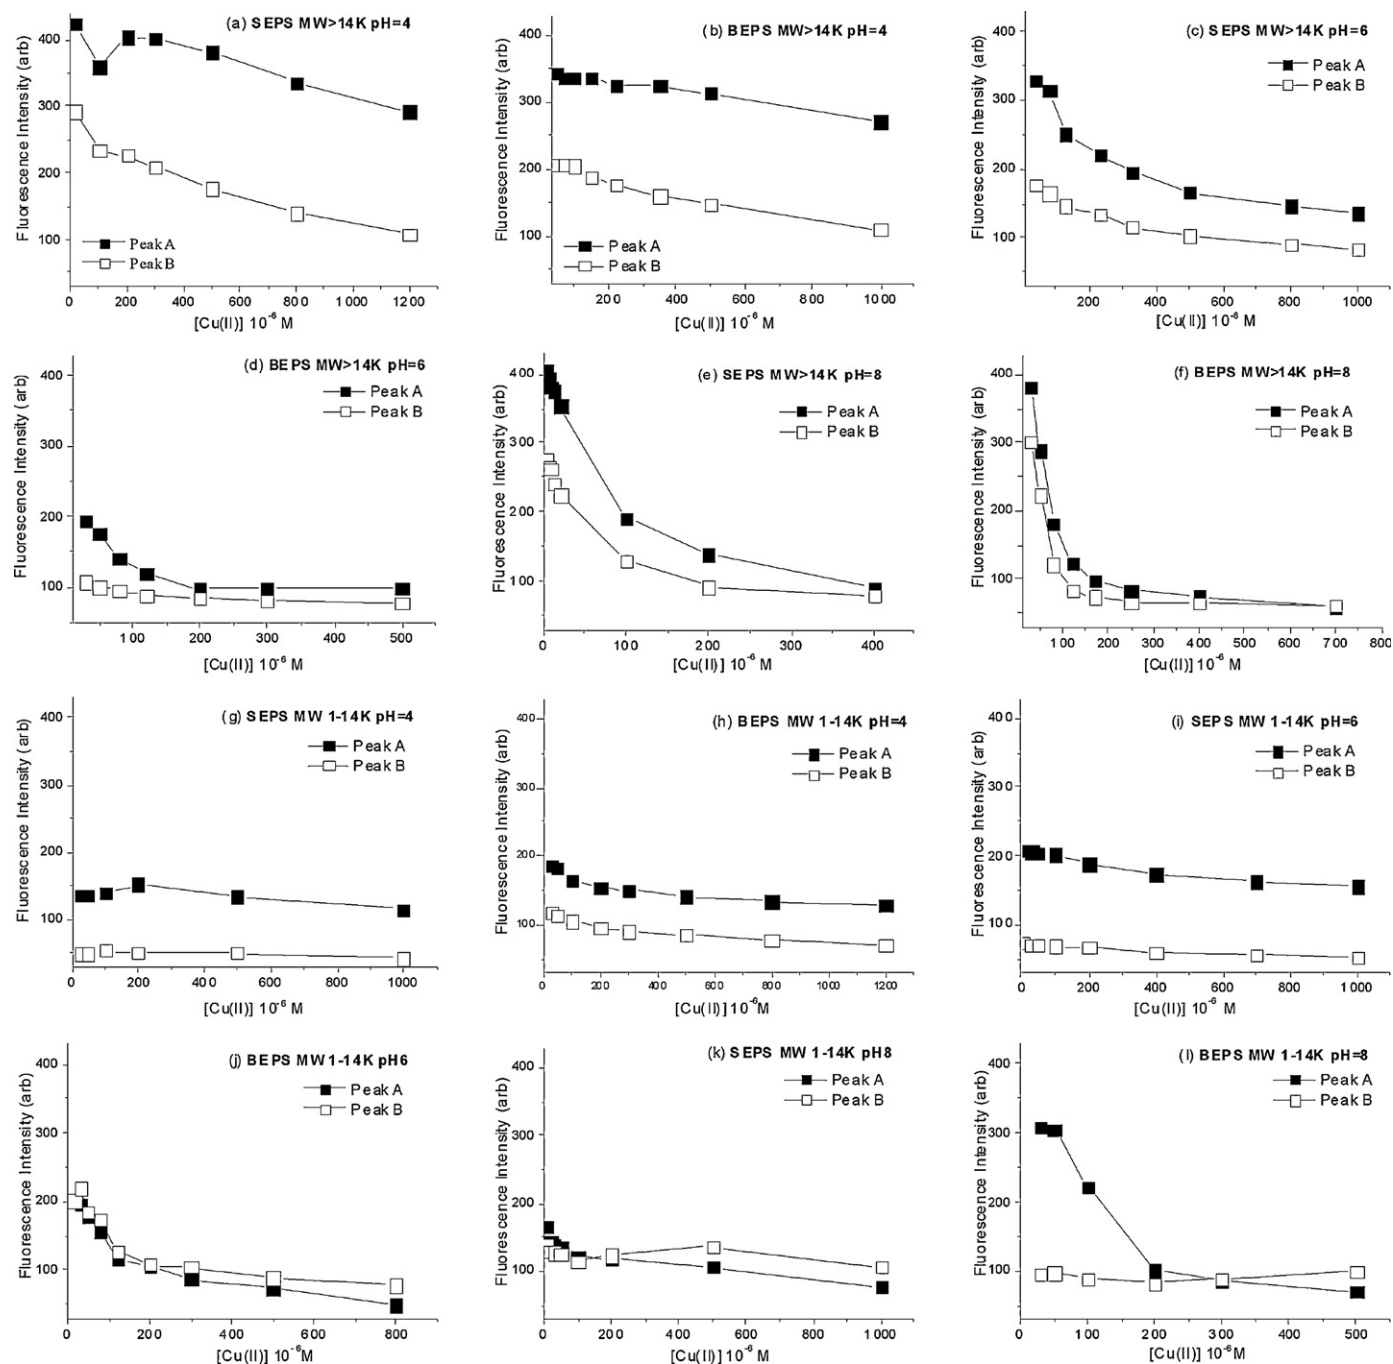 (a) SEPS MW>14K pH=4
Fluorescence Intensity (arb)
400
300
200
100
Peak A
Peak B
0 200 400 600 800 1000 1200
[Cu(II)] 10⁻⁶ M
(b) BEPS MW>14K pH=4
Fluorescence Intensity (arb)
400
300
200
100
Peak A
Peak B
200 400 600 800 1000
[Cu(II)] 10⁻⁶ M
(c) SEPS MW>14K pH=6
Peak A
Peak B
Fluorescence Intensity (arb)
400
300
200
100
200 400 600 800 1000
[Cu(II)] 10⁻⁶ M
(d) BEPS MW>14K pH=6
Peak A
Peak B
Fluorescence Intensity (arb)
400
300
200
100
100 200 300 400 500
[Cu(II)] 10⁻⁶ M
(e) SEPS MW>14K pH=8
Peak A
Peak B
Fluorescence Intensity (arb)
400
300
200
100
0 100 200 300 400
[Cu(II)] 10⁻⁶ M
(f) BEPS MW>14K pH=8
Peak A
Peak B
Fluorescence Intensity (arb)
400
300
200
100
100 200 300 400 500 600 700 800
[Cu(II)] 10⁻⁶ M
(g) SEPS MW 1-14K pH=4
Peak A
Peak B
Fluorescence Intensity (arb)
400
300
200
100
0 200 400 600 800 1000
[Cu(II)] 10⁻⁶ M
(h) BEPS MW 1-14K pH=4
Peak A
Peak B
Fluorescence Intensity (arb)
400
300
200
100
0 200 400 600 800 1000 1200
[Cu(II)] 10⁻⁶M
(i) SEPS MW 1-14K pH=6
Peak A
Peak B
Fluorescence Intensity (arb)
400
300
200
100
0 200 400 600 800 1000
[Cu(II)] 10⁻⁶ M
(j) BEPS MW 1-14K pH6
Peak A
Peak B
Fluorescence Intensity (arb)
400
300
200
100
0 200 400 600 800
[Cu(II)] 10⁻⁶M
(k) SEPS MW 1-14K pH8
Peak A
Peak B
Fluorescence Intensity (arb)
400
300
200
100
0 200 400 600 800 1000
[Cu(II)] 10⁻⁶ M
(l) BEPS MW 1-14K pH=8
Peak A
Peak B
Fluorescence Intensity (arb)
400
300
200
100
0 100 200 300 400 500
[Cu(II)] 10⁻⁶M